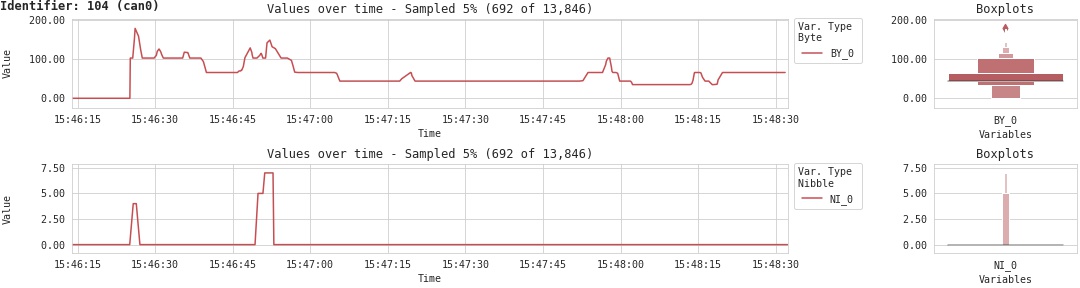 Identifier: 104 (can0)
Values over time - Sampled 5% (692 of 13,846)
Boxplots
Value
200.00
100.00
0.00
15:46:15 15:46:30 15:46:45 15:47:00 15:47:15 15:47:30 15:47:45 15:48:00 15:48:15 15:48:30
Time
Var. Type
Byte
BY_0
200.00
100.00
0.00
BY_0
Variables
Values over time - Sampled 5% (692 of 13,846)
Boxplots
Value
7.50
5.00
2.50
0.00
15:46:15 15:46:30 15:46:45 15:47:00 15:47:15 15:47:30 15:47:45 15:48:00 15:48:15 15:48:30
Time
Var. Type
Nibble
NI_0
7.50
5.00
2.50
0.00
NI_0
Variables